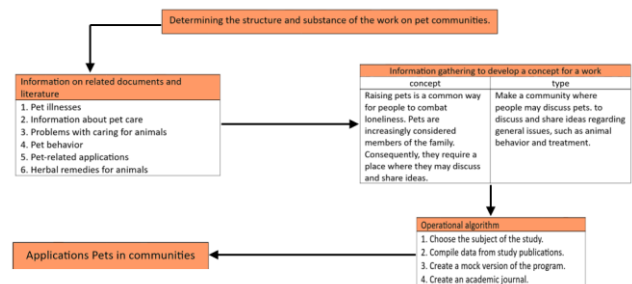 Determining the structure and substance of the work on pet communities.
Information on related documents and
literature
1. Pet illnesses
2. Information about pet care
3. Problems with caring for animals
4. Pet behavior
5. Pet-related applications
6. Herbal remedies for animals
Information gathering to develop a concept for a work
concept
type
Raising pets is a common way
for people to combat
loneliness. Pets are
increasingly considered
members of the family.
Consequently, they require a
place where they may discuss
and share ideas.
Make a community where
people may discuss pets. to
discuss and share ideas regarding
general issues, such as animal
behavior and treatment.
Operational algorithm
1. Choose the subject of the study.
2. Compile data from study publications.
3. Create a mock version of the program.
4. Create an academic journal.
Applications Pets in communities